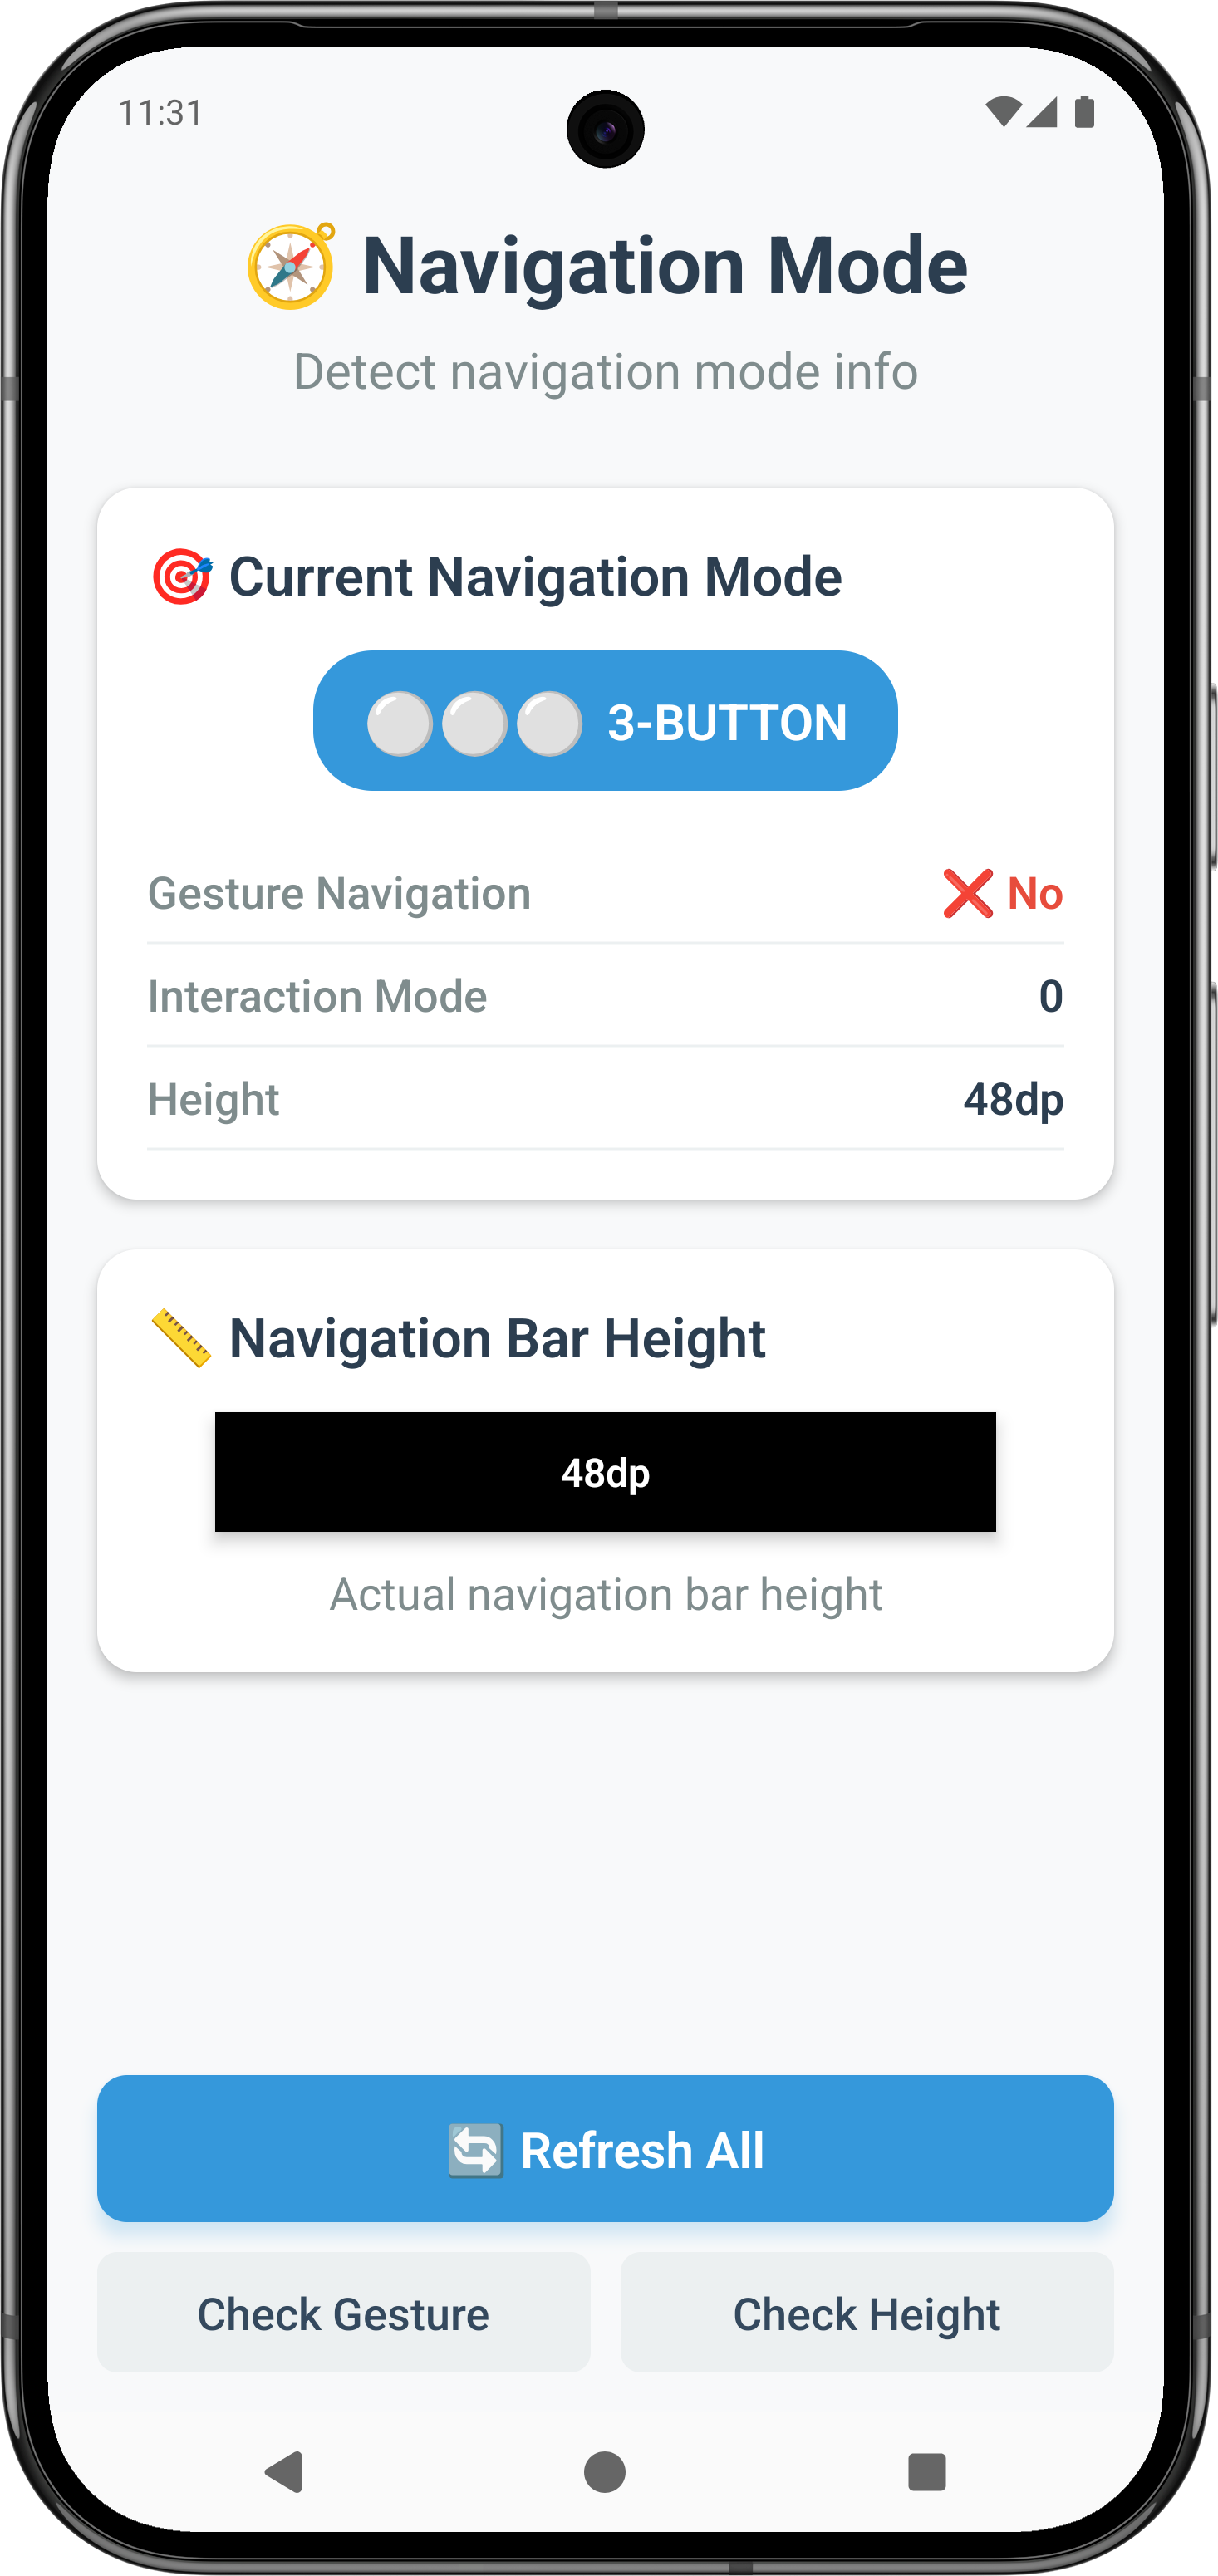 11:31
Navigation Mode
Detect navigation mode info
Current Navigation Mode
3-BUTTON
Gesture Navigation ❌ No
Interaction Mode 0
Height 48dp
Navigation Bar Height
48dp
Actual navigation bar height
Refresh All
Check Gesture Check Height